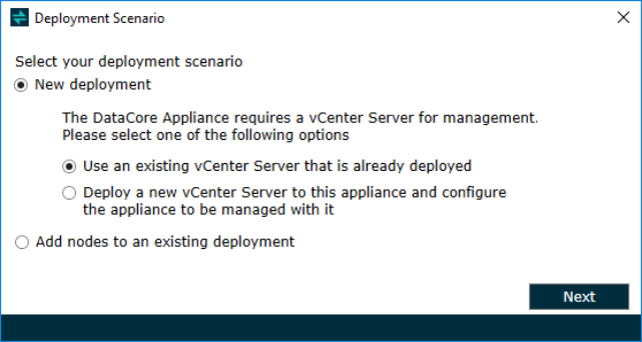 Deployment Scenario
Select your deployment scenario
New deployment
The DataCore Appliance requires a vCenter Server for management.
Please select one of the following options
Use an existing vCenter Server that is already deployed
Deploy a new vCenter Server to this appliance and configure
the appliance to be managed with it
Add nodes to an existing deployment
Next